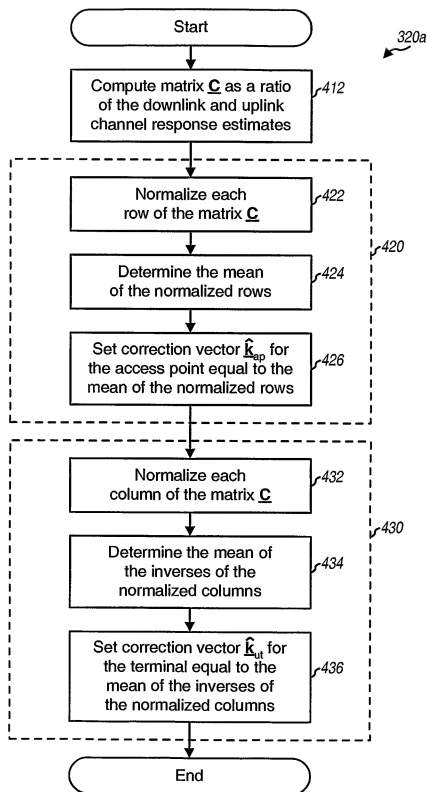 Start
320a
Compute matrix C as a ratio
of the downlink and uplink
channel response estimates
412
Normalize each
row of the matrix C
422
420
Determine the mean
of the normalized rows
424
Set correction vector k̂ap for
the access point equal to the
mean of the normalized rows
426
Normalize each
column of the matrix C
432
430
Determine the mean of
the inverses of the
normalized columns
434
Set correction vector k̂ut for
the terminal equal to the
mean of the inverses of
the normalized columns
436
End